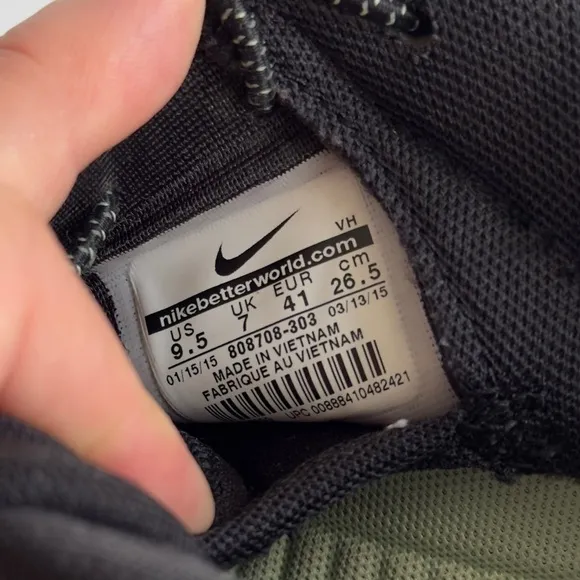 VH
nikebetterworld.com
US UK EUR cm
9.5 7 41 26.5
01/15/15 808708-303 03/13/15
MADE IN VIETNAM
FABRIQUE AU VIETNAM
UPC 00888410482421